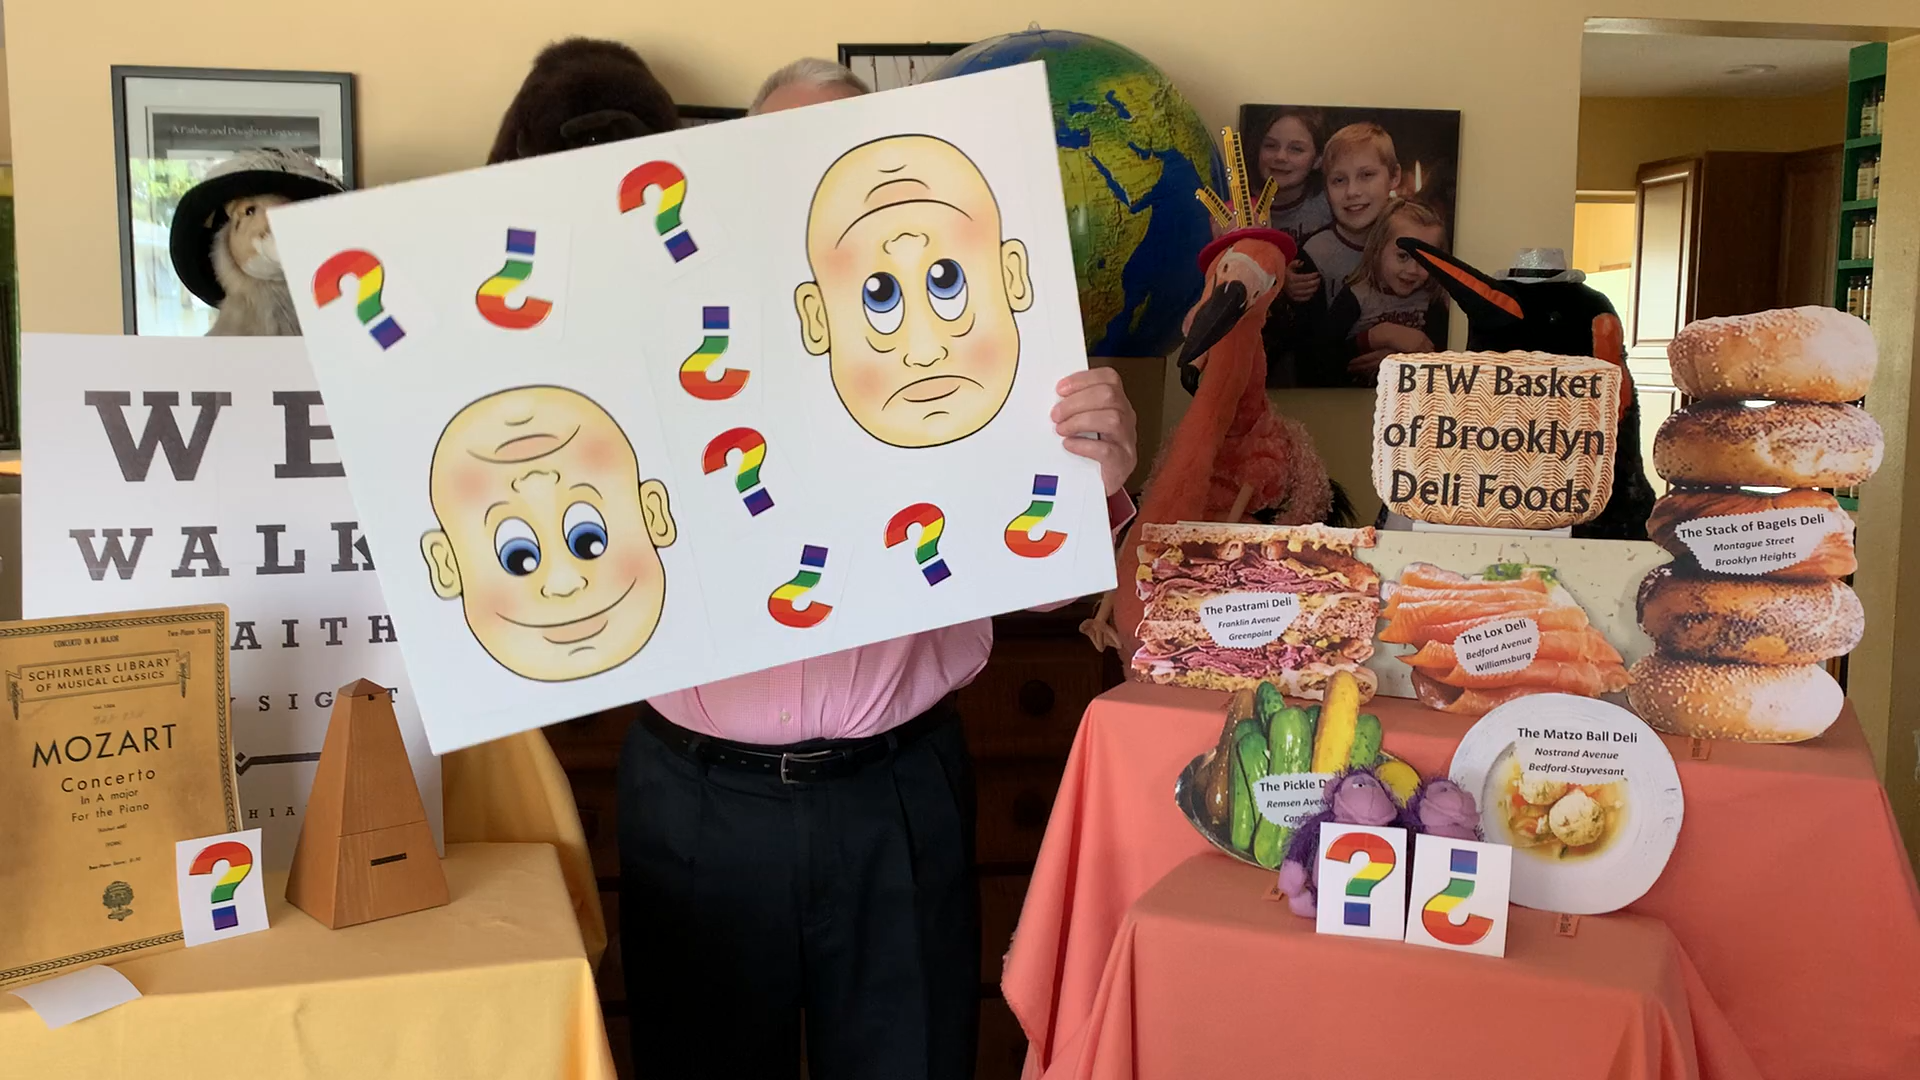 A Father and Daughter Legacy
WE
WALK
AITH
SIGHT
HIA
CONCERTO IN A MAJOR
Two-Piano Score
SCHIRMER'S LIBRARY
OF MUSICAL CLASSICS
MOZART
Concerto
In A major
For the Piano
?
?
?
?
?
?
?
?
?
BTW Basket
of Brooklyn
Deli Foods
The Stack of Bagels Deli
Montague Street
Brooklyn Heights
The Pastrami Deli
Franklin Avenue
Greenpoint
The Lox Deli
Bedford Avenue
Williamsburg
The Matzo Ball Deli
Nostrand Avenue
Bedford-Stuyvesant
The Pickle D
Remsen Aven
?
?